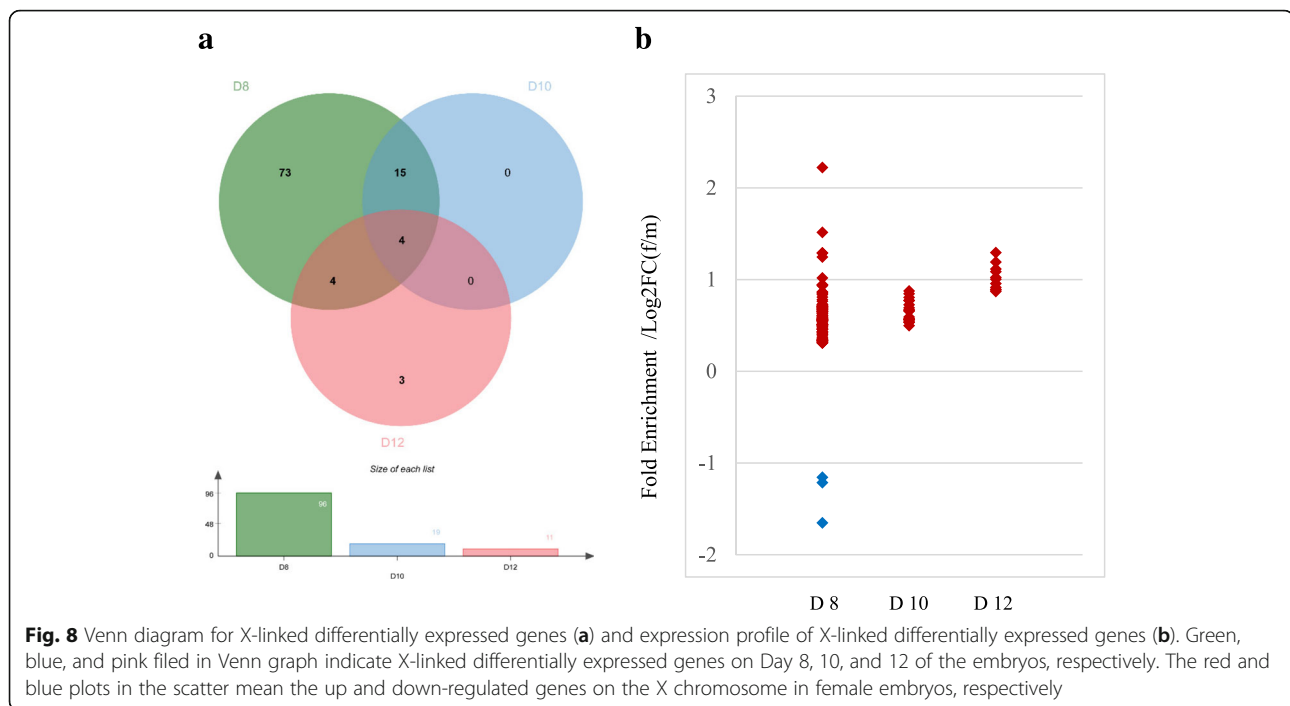 a
D8
D10
73
15
0
4
4
0
3
D12
Size of each list
96
48
0
96
19
11
D8
D10
D12
b
Fold Enrichment /Log2FC(f/m)
3
2
1
0
-1
-2
D 8
D 10
D 12
Fig. 8 Venn diagram for X-linked differentially expressed genes (a) and expression profile of X-linked differentially expressed genes (b). Green,
blue, and pink filed in Venn graph indicate X-linked differentially expressed genes on Day 8, 10, and 12 of the embryos, respectively. The red and
blue plots in the scatter mean the up and down-regulated genes on the X chromosome in female embryos, respectively